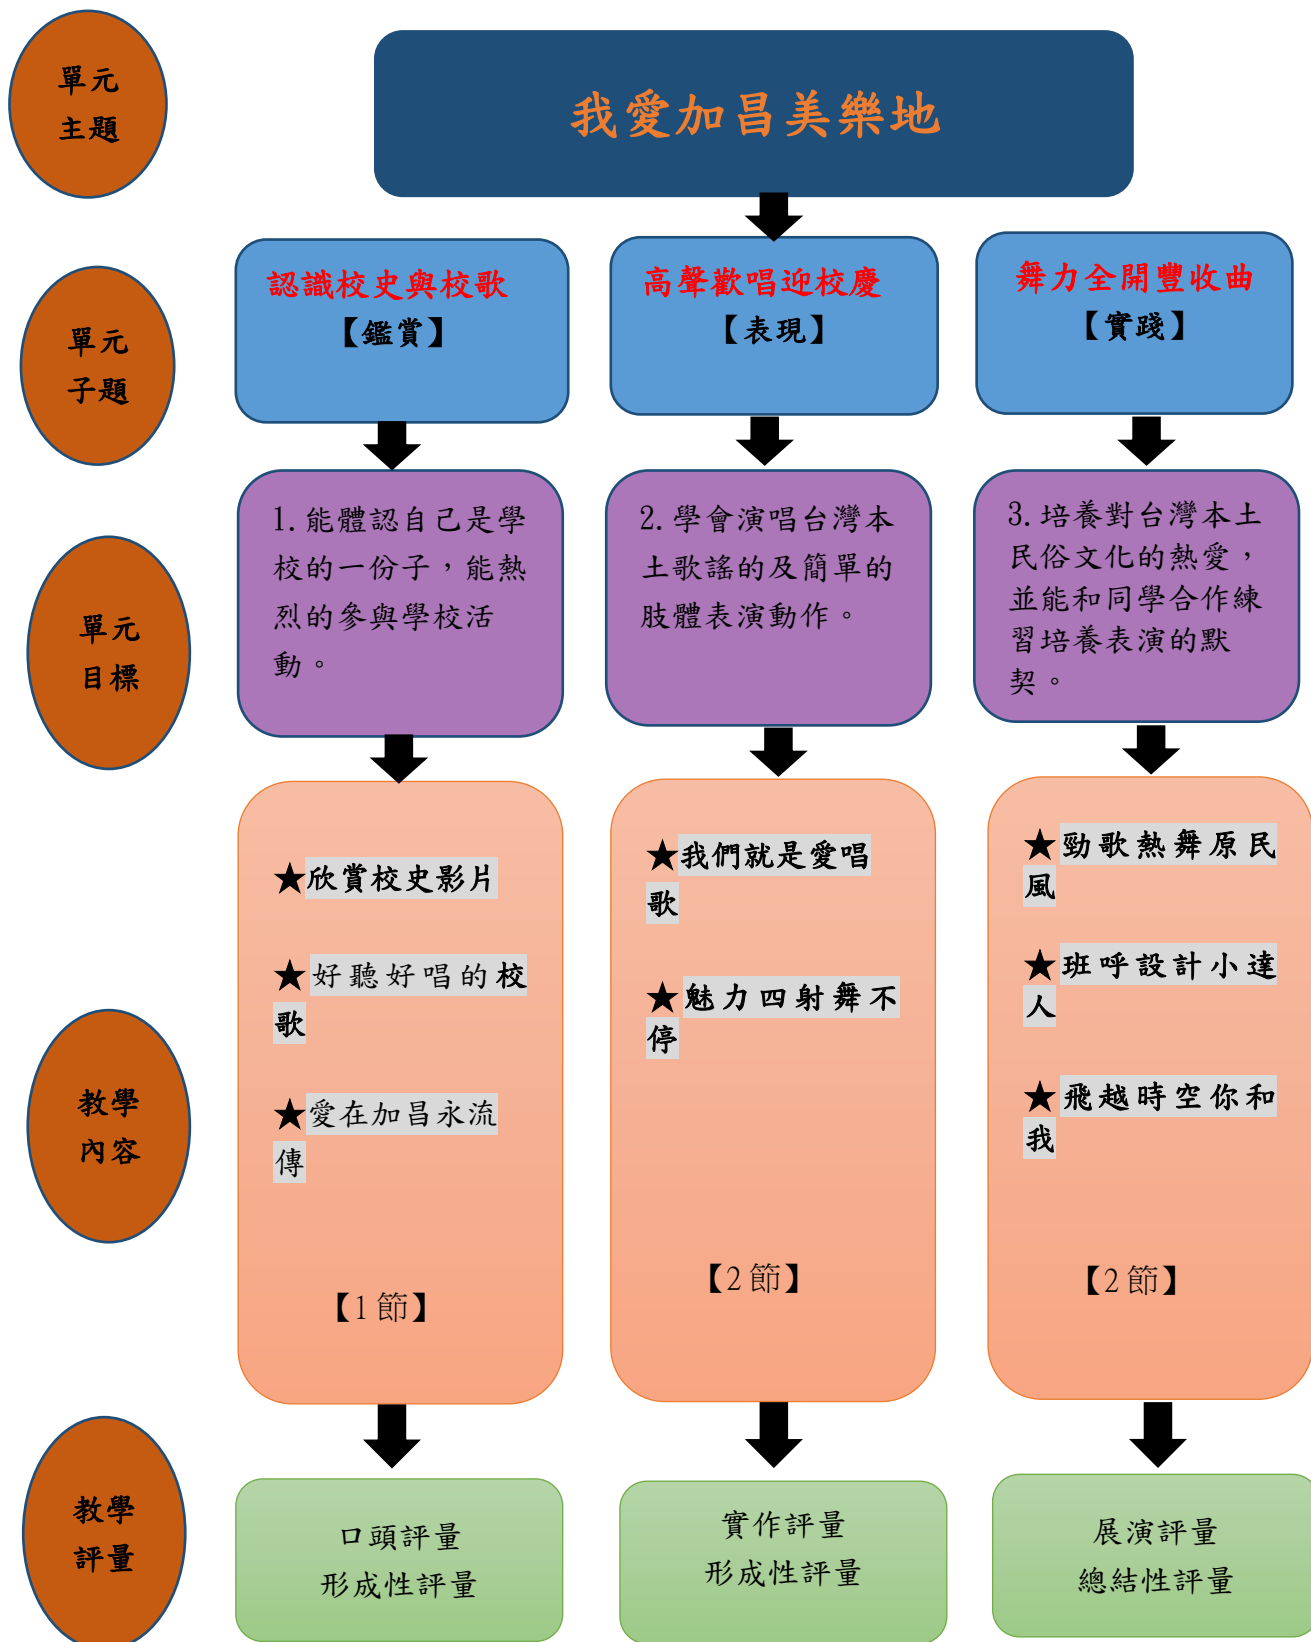 單元
主題
我愛加昌美樂地
單元
子題
認識校史與校歌
【鑑賞】
高聲歡唱迎校慶
【表現】
舞力全開豐收曲
【實踐】
單元
目標
1.能體認自己是學
校的一份子，能熱
烈的參與學校活
動。
2.學會演唱台灣本
土歌謠的及簡單的
肢體表演動作。
3.培養對台灣本土
民俗文化的熱愛，
並能和同學合作練
習培養表演的默
契。
教學
內容
★欣賞校史影片
★好聽好唱的校
歌
★愛在加昌永流
傳
【1節】
★我們就是愛唱
歌
★魅力四射舞不
停
【2節】
★勁歌熱舞原民
風
★班呼設計小達
人
★飛越時空你和
我
【2節】
教學
評量
口頭評量
形成性評量
實作評量
形成性評量
展演評量
總結性評量